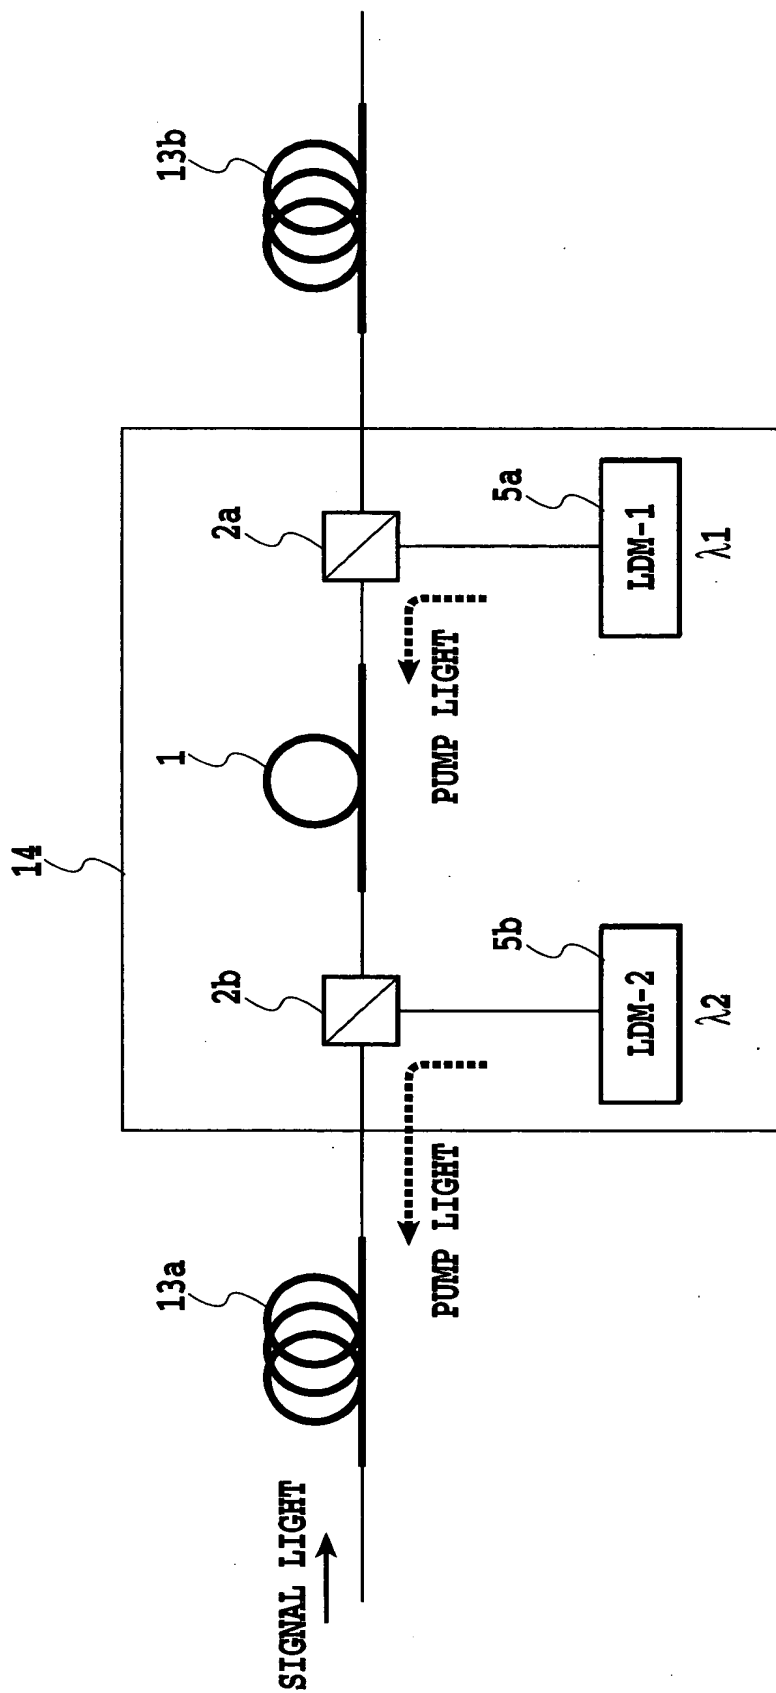 14
13a
2b
1
2a
13b
SIGNAL LIGHT
PUMP LIGHT
PUMP LIGHT
5b
5a
LDM-2
LDM-1
λ2
λ1